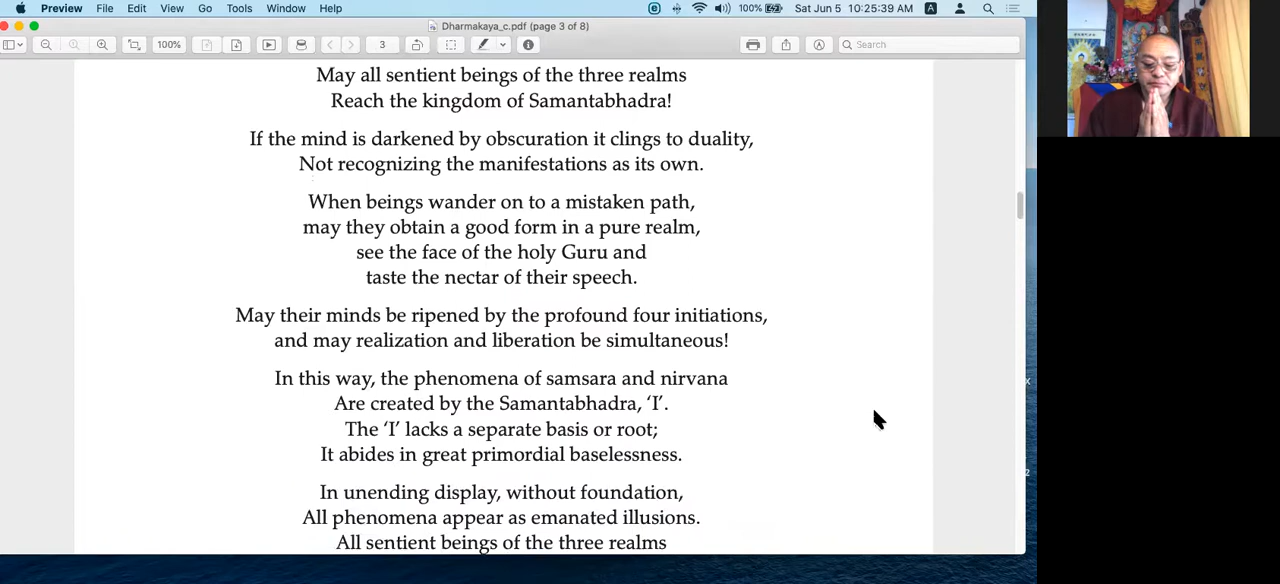 Preview File Edit View Go Tools Window Help 100% Sat Jun 5 10:25:39 AM A
Dharmakaya_c.pdf (page 3 of 8)
100% 3 Search
May all sentient beings of the three realms
Reach the kingdom of Samantabhadra!
If the mind is darkened by obscuration it clings to duality,
Not recognizing the manifestations as its own.
When beings wander on to a mistaken path,
may they obtain a good form in a pure realm,
see the face of the holy Guru and
taste the nectar of their speech.
May their minds be ripened by the profound four initiations,
and may realization and liberation be simultaneous!
In this way, the phenomena of samsara and nirvana
Are created by the Samantabhadra, ‘I’.
The ‘I’ lacks a separate basis or root;
It abides in great primordial baselessness.
In unending display, without foundation,
All phenomena appear as emanated illusions.
All sentient beings of the three realms
x
2